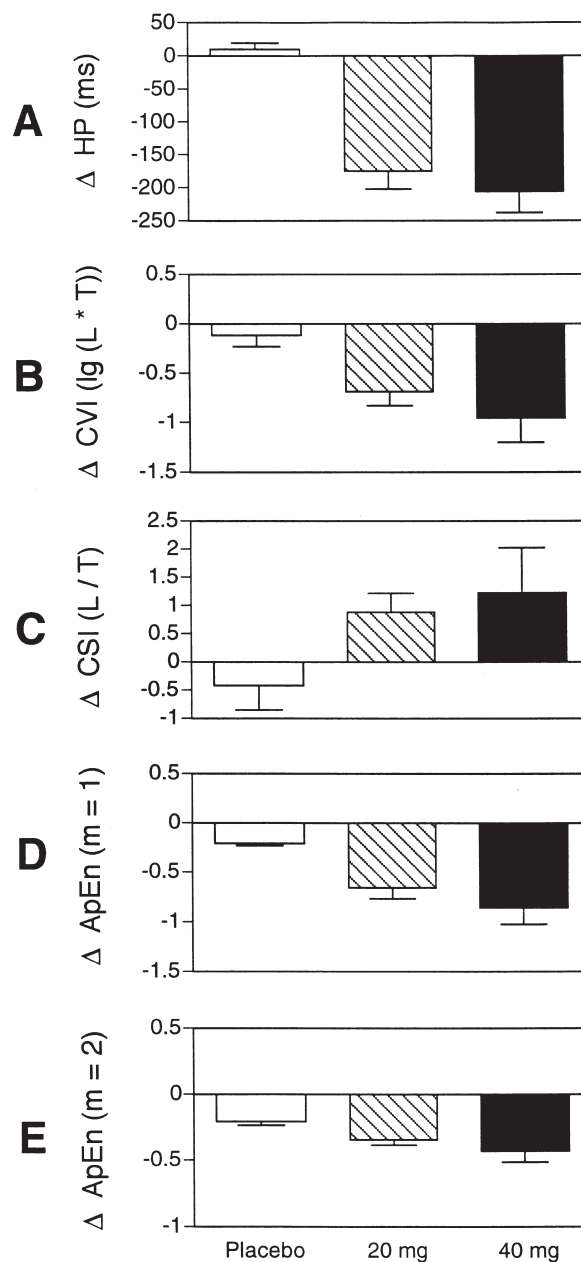 A
Δ HP (ms)
50
0
-50
-100
-150
-200
-250
B
Δ CVI (lg (L * T))
0.5
0
-0.5
-1
-1.5
C
Δ CSI (L / T)
2.5
2
1.5
1
0.5
0
-0.5
-1
D
Δ ApEn (m = 1)
0.5
0
-0.5
-1
-1.5
E
Δ ApEn (m = 2)
0.5
0
-0.5
-1
Placebo 20 mg 40 mg